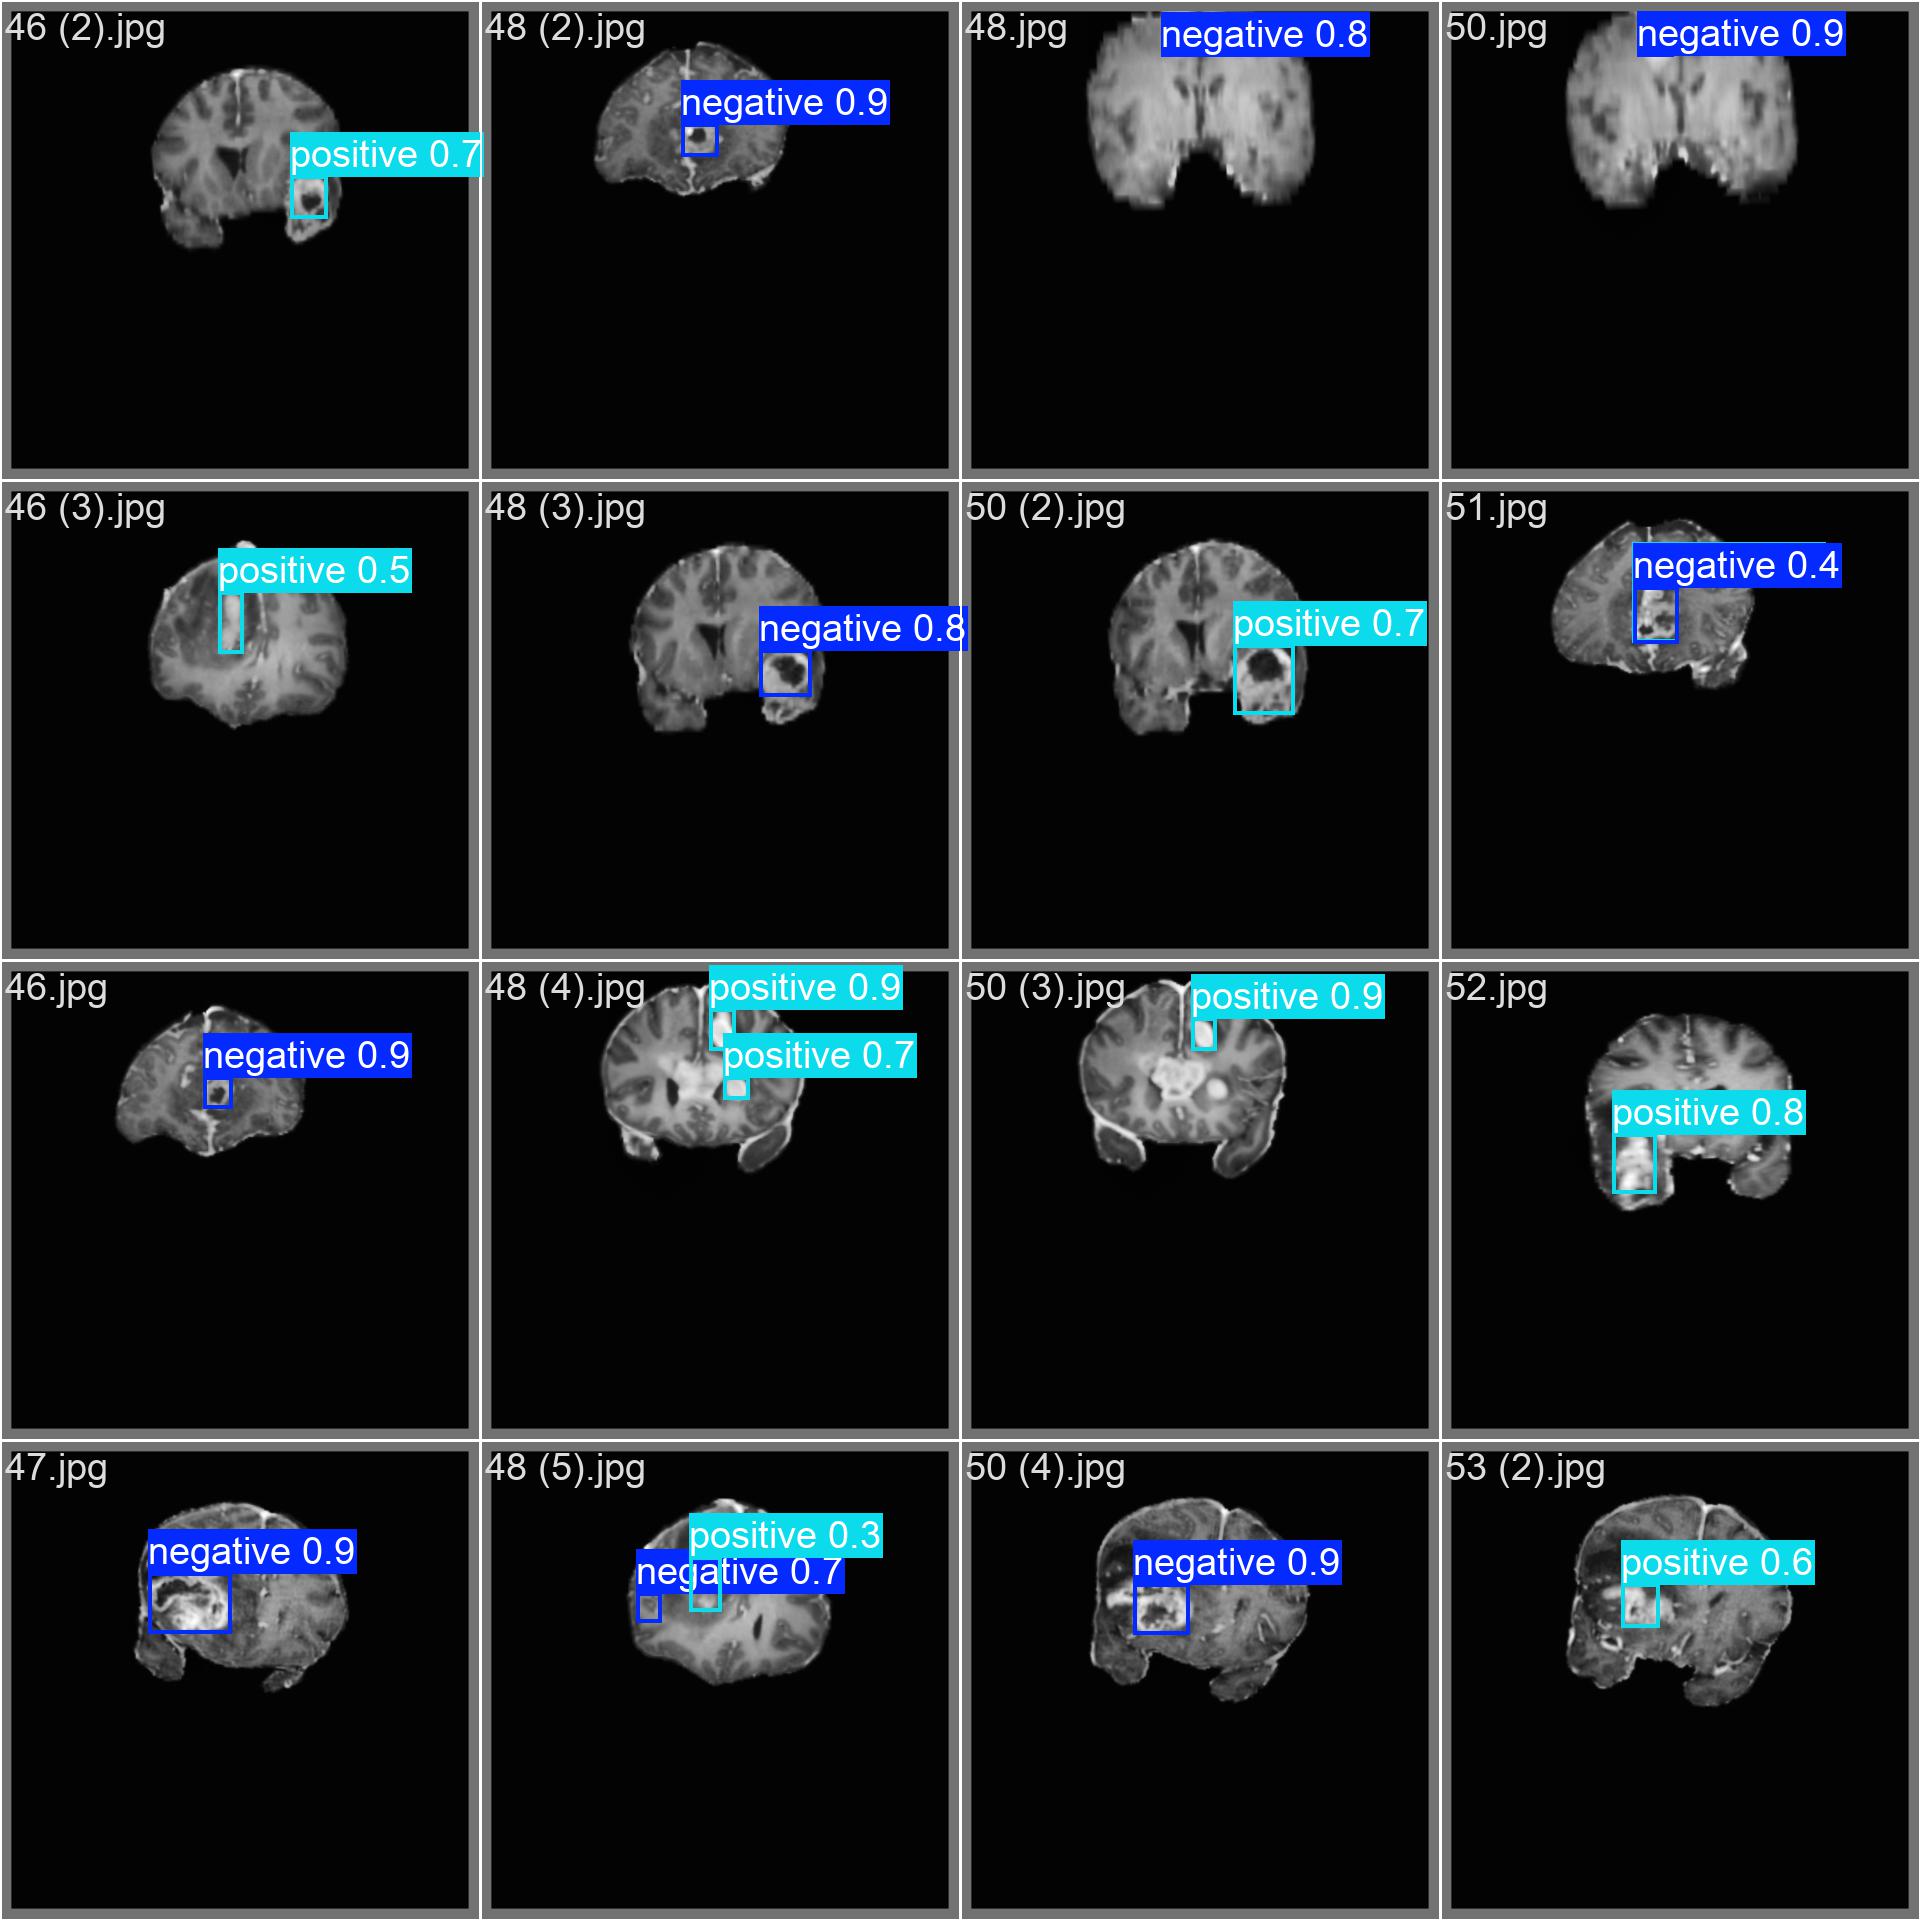 46 (2).jpg
positive 0.7
48 (2).jpg
negative 0.9
48.jpg
negative 0.8
50.jpg
negative 0.9
46 (3).jpg
positive 0.5
48 (3).jpg
negative 0.8
50 (2).jpg
positive 0.7
51.jpg
negative 0.4
46.jpg
negative 0.9
48 (4).jpg
positive 0.9
positive 0.7
50 (3).jpg
positive 0.9
52.jpg
positive 0.8
47.jpg
negative 0.9
48 (5).jpg
positive 0.3
negative 0.7
50 (4).jpg
negative 0.9
53 (2).jpg
positive 0.6